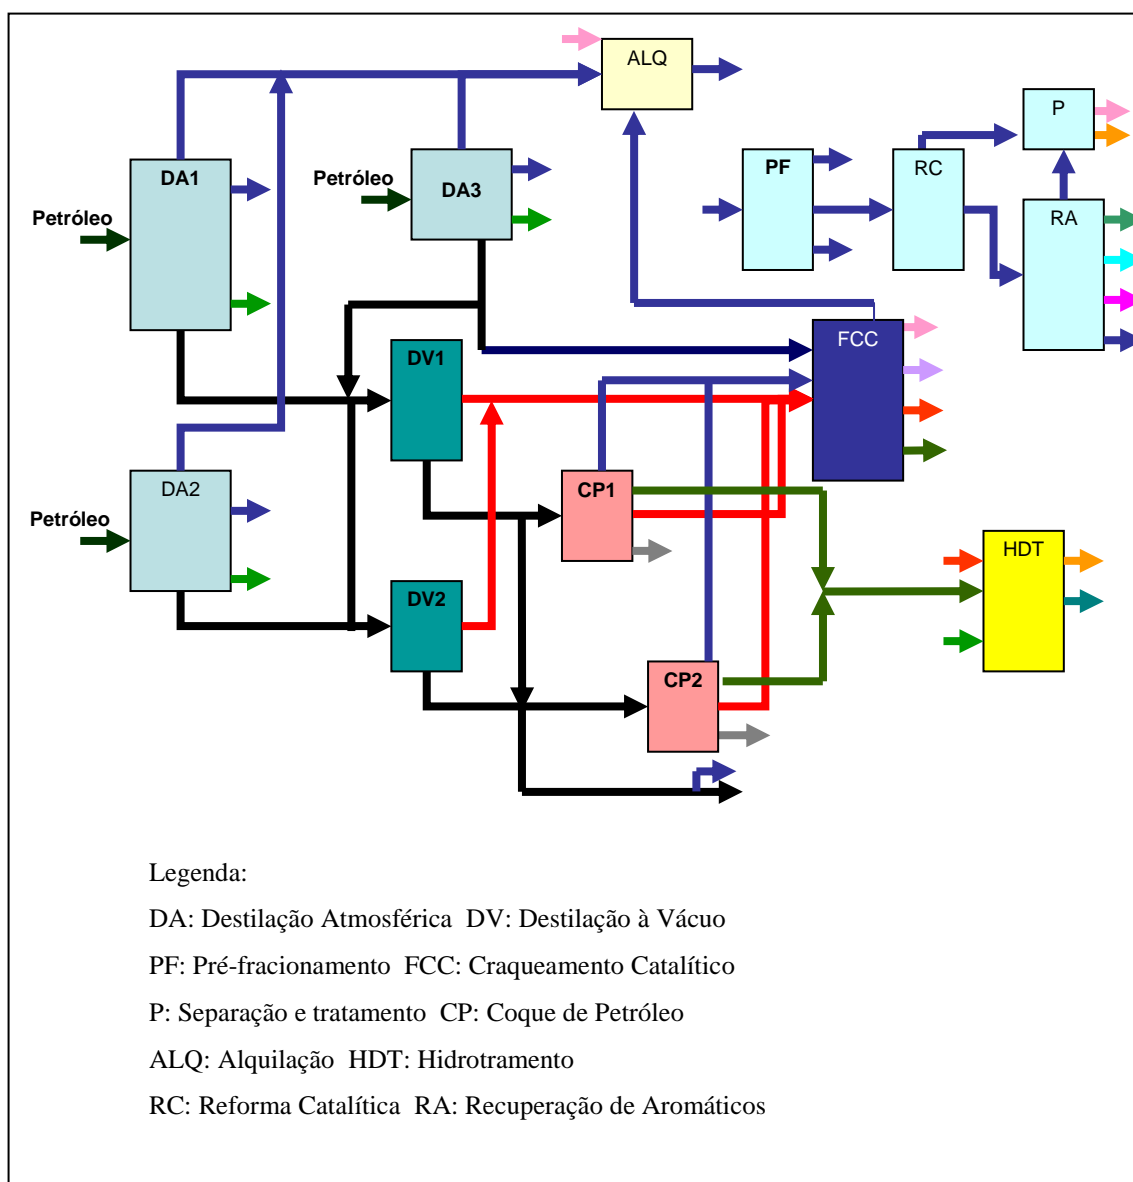 ALQ
P
DA1
Petróleo
DA3
PF
RC
Petróleo
RA
FCC
DV1
DA2
CP1
Petróleo
HDT
DV2
CP2
Legenda:
DA: Destilação Atmosférica DV: Destilação à Vácuo
PF: Pré-fracionamento FCC: Craqueamento Catalítico
P: Separação e tratamento CP: Coque de Petróleo
ALQ: Alquilação HDT: Hidrotramento
RC: Reforma Catalítica RA: Recuperação de Aromáticos